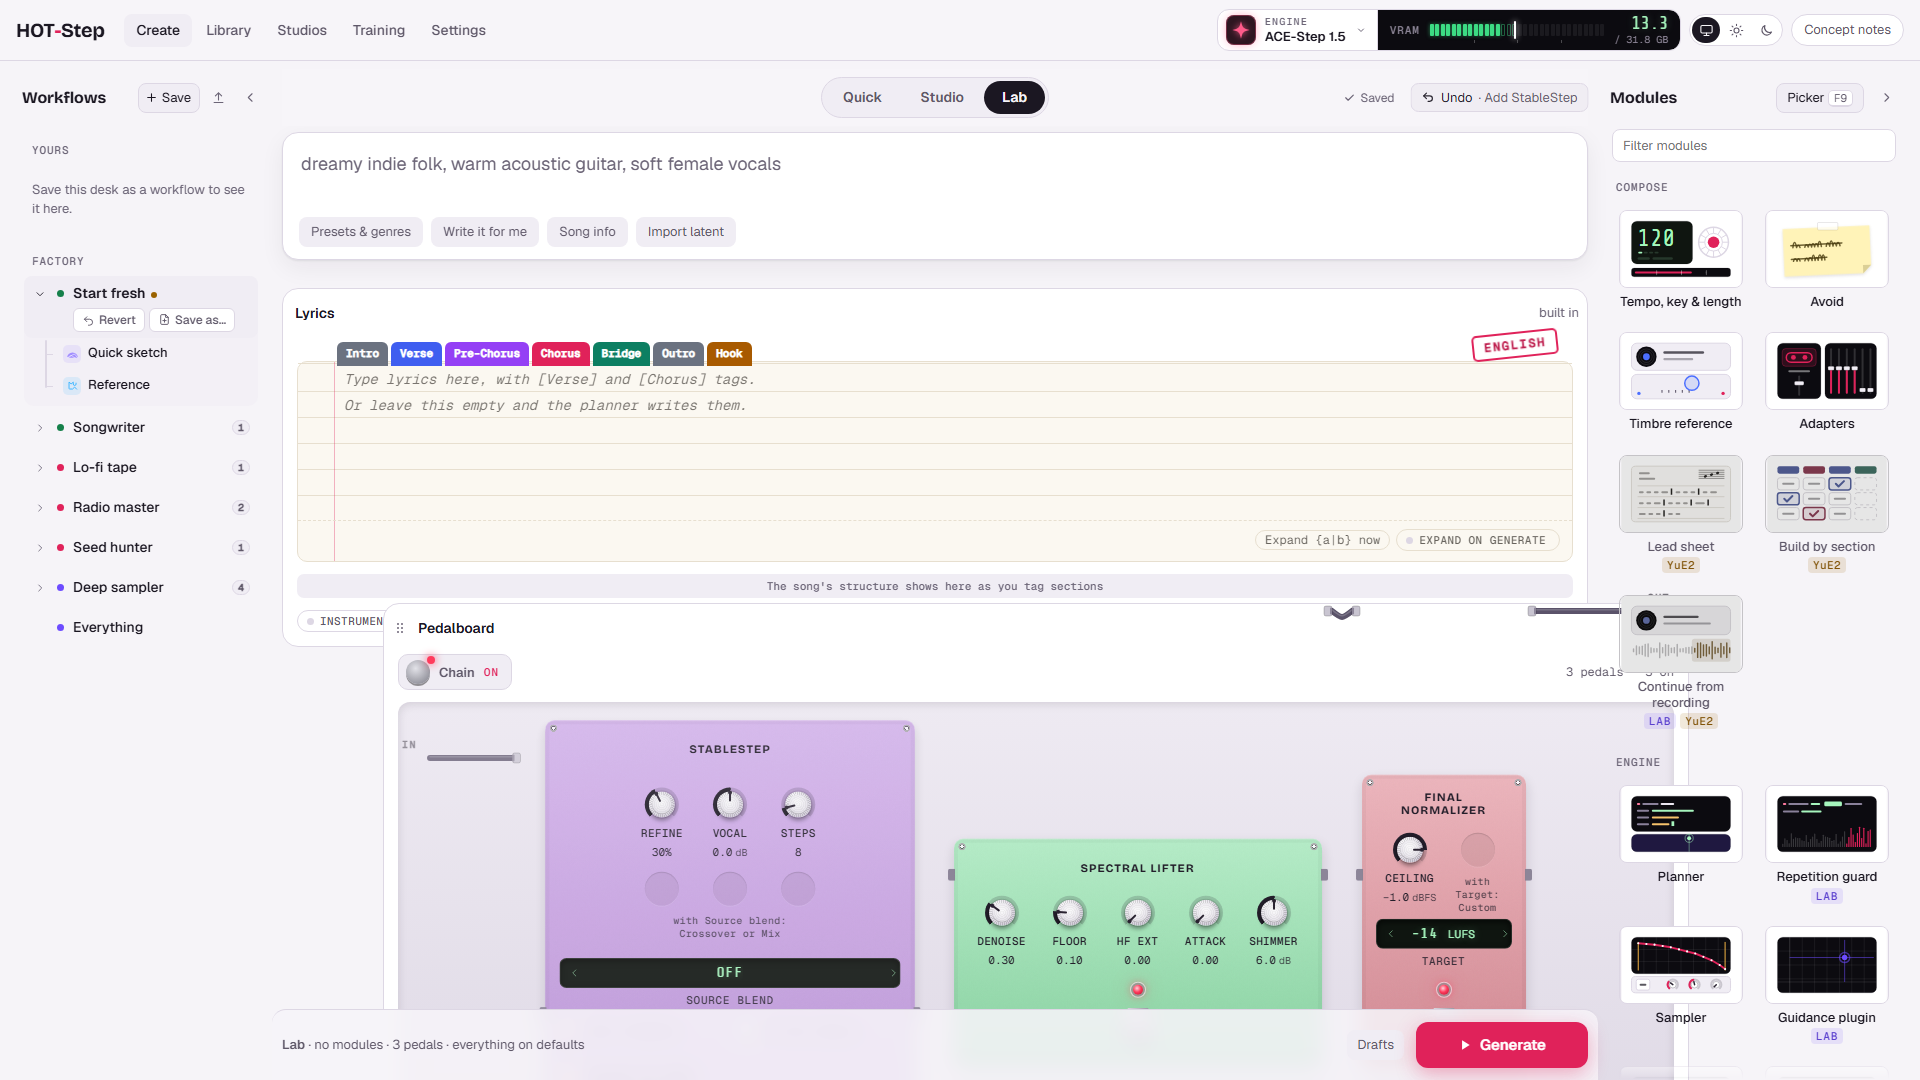 HOT-Step
Create
Library
Studios
Training
Settings
ENGINE
ACE-Step 1.5
VRAM
13.3
/ 31.8 GB
Concept notes
Workflows
+ Save
Quick
Studio
Lab
Saved
Undo · Add StableStep
Modules
Picker F9
YOURS
Save this desk as a workflow to see
it here.
FACTORY
Start fresh
Revert
Save as…
Quick sketch
Reference
Songwriter 1
Lo-fi tape 1
Radio master 2
Seed hunter 1
Deep sampler 4
Everything
dreamy indie folk, warm acoustic guitar, soft female vocals
Presets & genres
Write it for me
Song info
Import latent
Lyrics
built in
Intro
Verse
Pre-Chorus
Chorus
Bridge
Outro
Hook
ENGLISH
Type lyrics here, with [Verse] and [Chorus] tags.
Or leave this empty and the planner writes them.
Expand {a|b} now
EXPAND ON GENERATE
The song's structure shows here as you tag sections
INSTRUMEN
Pedalboard
Chain ON
3 pedals
IN
STABLESTEP
REFINE
VOCAL
STEPS
30%
0.0 dB
8
with Source blend:
Crossover or Mix
OFF
SOURCE BLEND
SPECTRAL LIFTER
DENOISE
FLOOR
HF EXT
ATTACK
SHIMMER
0.30
0.10
0.00
0.00
6.0 dB
FINAL
NORMALIZER
CEILING
-1.0 dBFS
with
Target:
Custom
-14 LUFS
TARGET
Lab · no modules · 3 pedals · everything on defaults
Drafts
Generate
Filter modules
COMPOSE
120
Tempo, key & length
Avoid
Timbre reference
Adapters
Lead sheet
YuE2
Build by section
YuE2
Continue from
recording
LAB YuE2
ENGINE
Planner
Repetition guard
LAB
Sampler
Guidance plugin
LAB